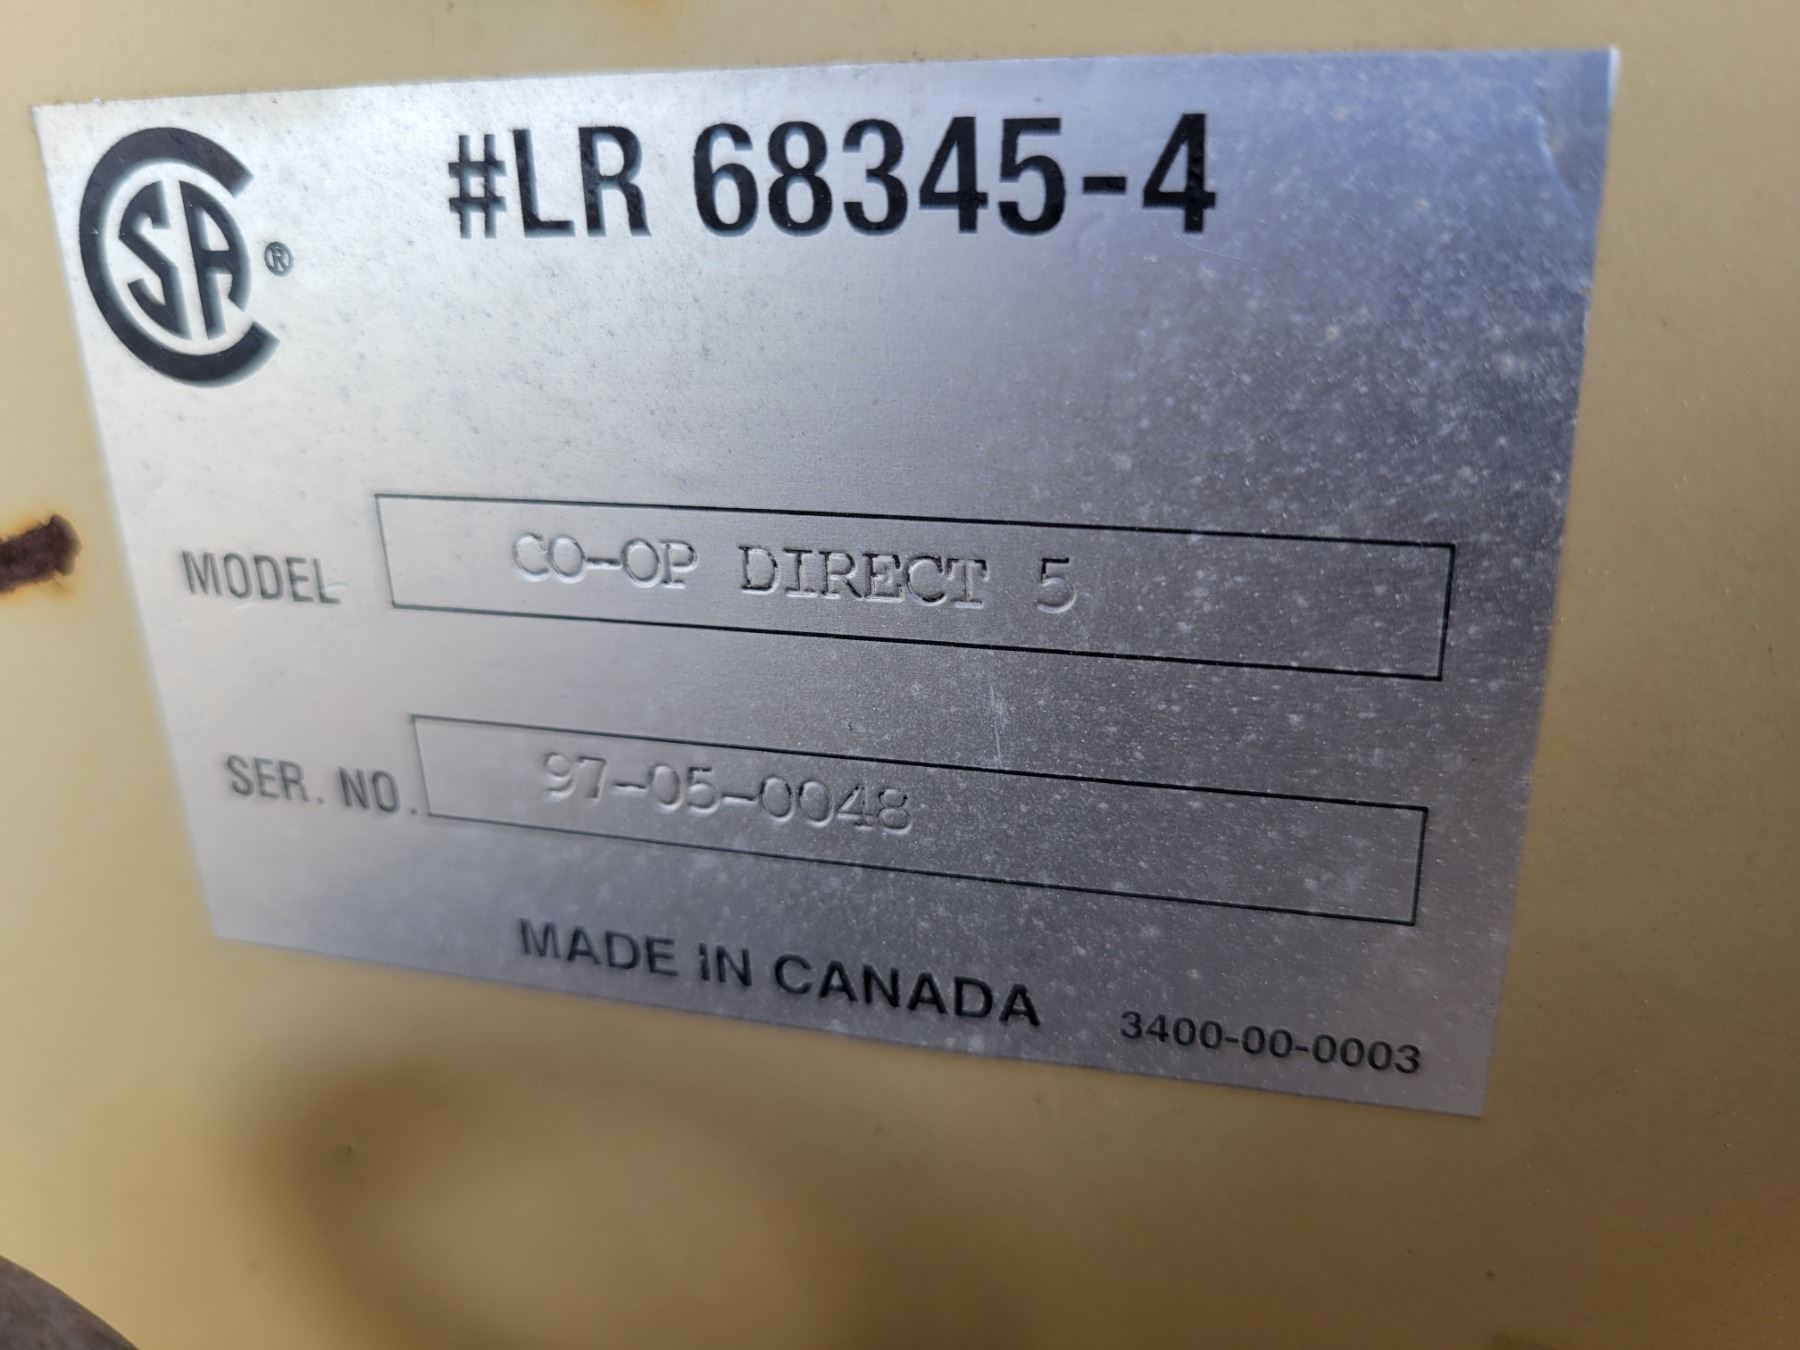 CSA® #LR 68345-4
MODEL CO-OP DIRECT 5
SER. NO. 97-05-0048
MADE IN CANADA
3400-00-0003